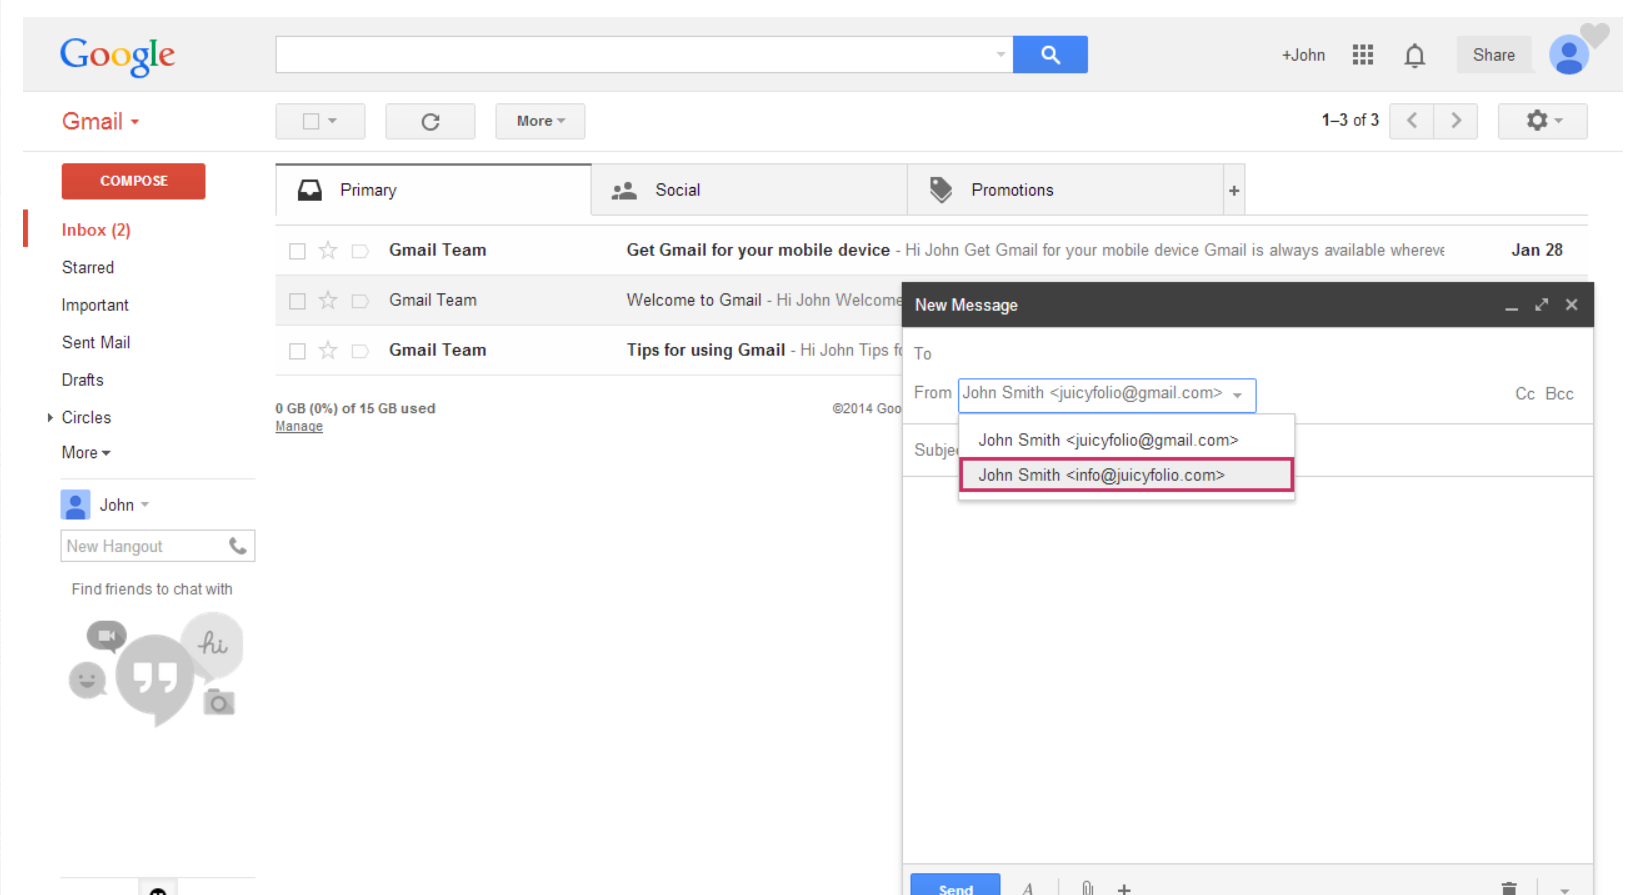 Google
+John
Share
Gmail
More
1–3 of 3
COMPOSE
Primary
Social
Promotions
+
Inbox (2)
Starred
Important
Sent Mail
Drafts
Circles
More
Gmail Team Get Gmail for your mobile device - Hi John Get Gmail for your mobile device Gmail is always available whereve Jan 28
Gmail Team Welcome to Gmail - Hi John Welcome
Gmail Team Tips for using Gmail - Hi John Tips fo
0 GB (0%) of 15 GB used
Manage
©2014 Goo
New Message
To
From John Smith <juicyfolio@gmail.com>
Cc Bcc
John Smith <juicyfolio@gmail.com>
Subje
John Smith <info@juicyfolio.com>
John
New Hangout
Find friends to chat with
hi
Send A +